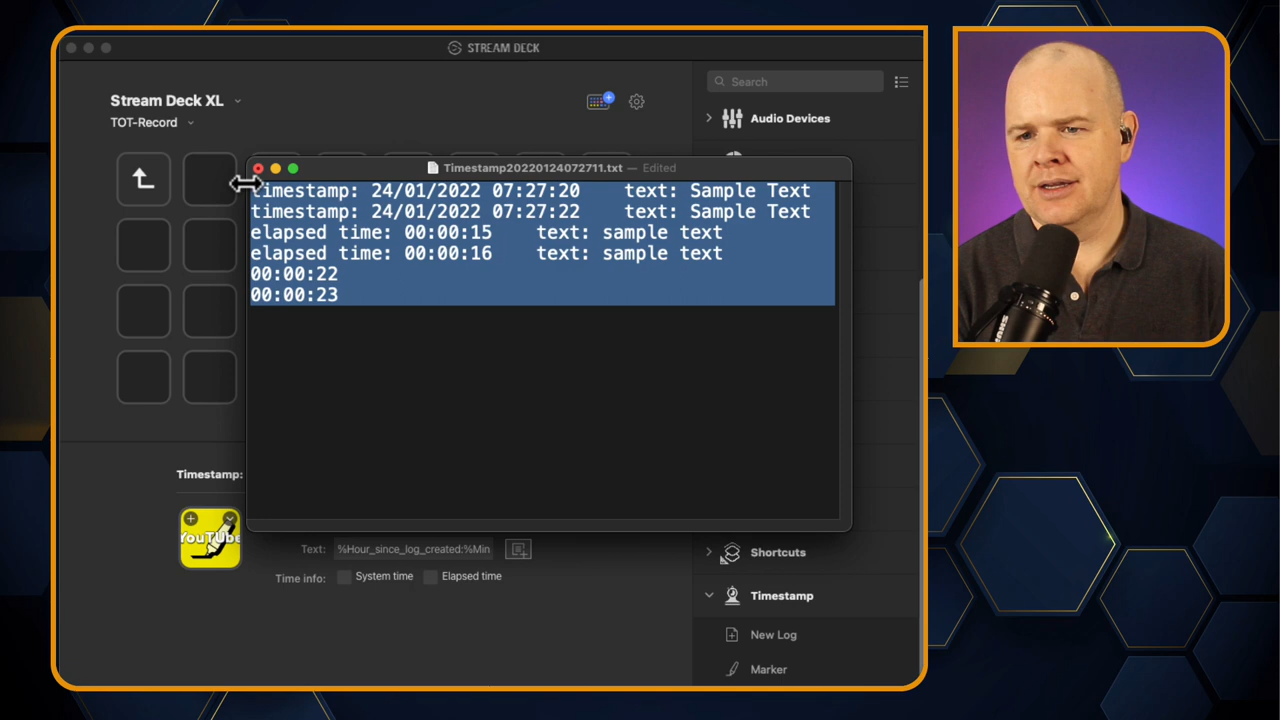 STREAM DECK
Search
Stream Deck XL
TOT-Record
Audio Devices
Timestamp20220124072711.txt — Edited
timestamp: 24/01/2022 07:27:20 text: Sample Text
timestamp: 24/01/2022 07:27:22 text: Sample Text
elapsed time: 00:00:15 text: sample text
elapsed time: 00:00:16 text: sample text
00:00:22
00:00:23
Timestamp:
YouTube
Text: %Hour_since_log_created:%Min
Time info: System time Elapsed time
Shortcuts
Timestamp
New Log
Marker